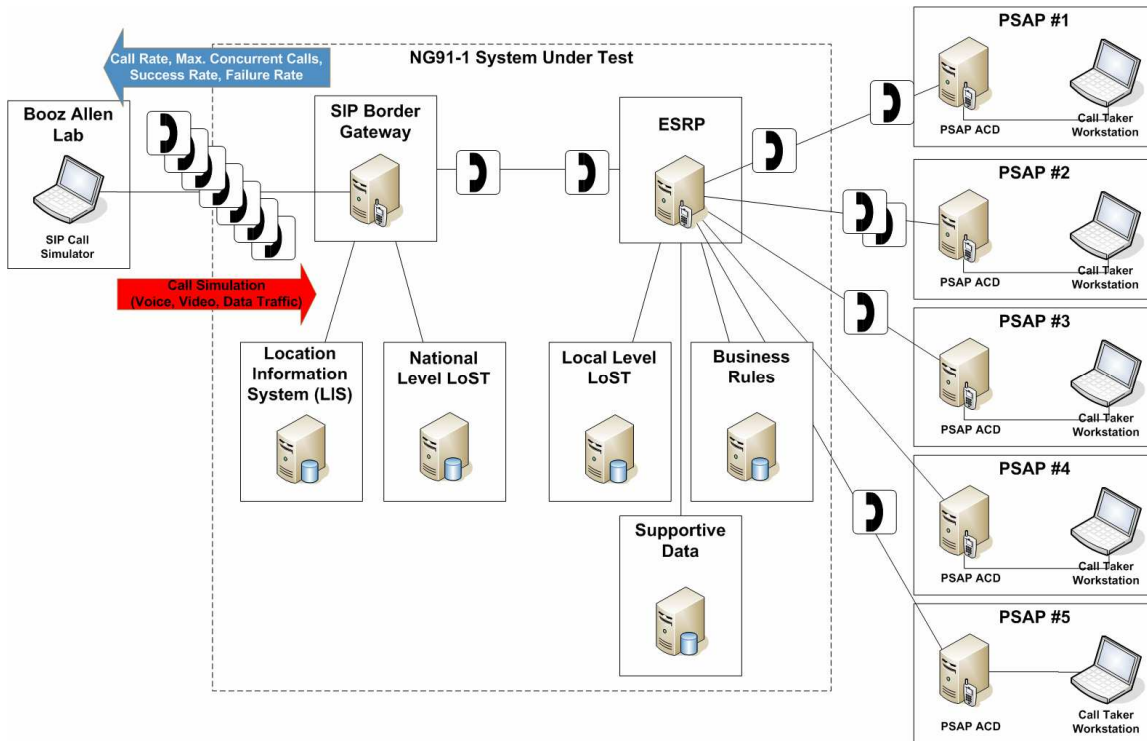 NG91-1 System Under Test
Call Rate, Max. Concurrent Calls,
Success Rate, Failure Rate
Booz Allen
Lab
SIP Call
Simulator
SIP Border
Gateway
ESRP
Call Simulation
(Voice, Video, Data Traffic)
Location
Information
System (LIS)
National
Level LoST
Local Level
LoST
Business
Rules
Supportive
Data
PSAP #1
PSAP ACD
Call Taker
Workstation
PSAP #2
PSAP ACD
Call Taker
Workstation
PSAP #3
PSAP ACD
Call Taker
Workstation
PSAP #4
PSAP ACD
Call Taker
Workstation
PSAP #5
PSAP ACD
Call Taker
Workstation